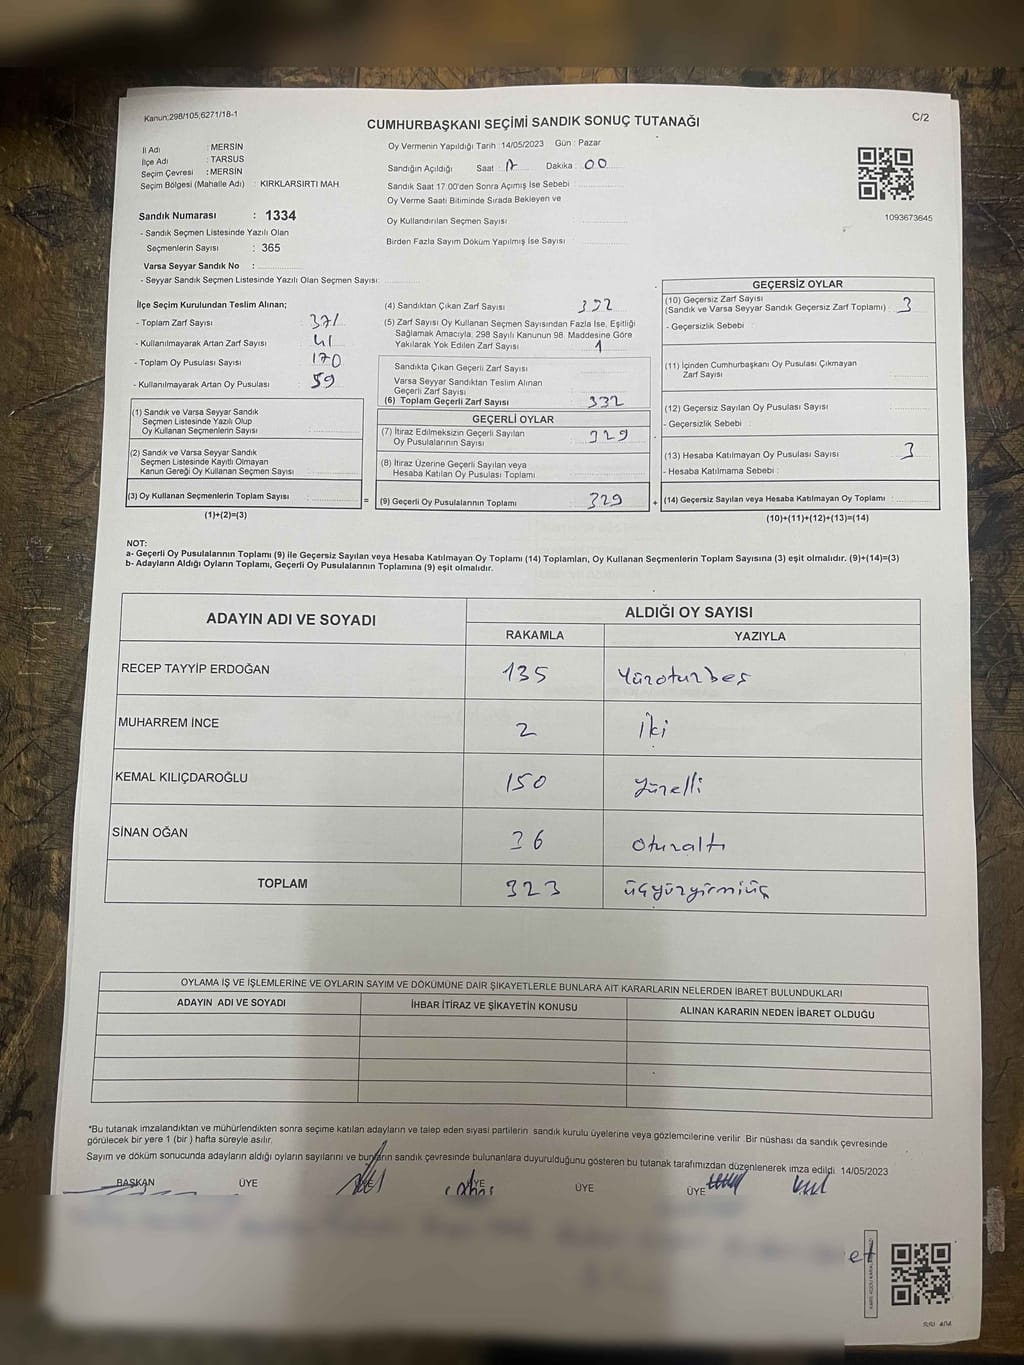 Kanun:298/105,6271/18-1
CUMHURBAŞKANI SEÇİMİ SANDIK SONUÇ TUTANAĞI
C/2
İl Adı : MERSİN
İlçe Adı : TARSUS
Seçim Çevresi : MERSİN
Seçim Bölgesi (Mahalle Adı) : KIRKLARSIRTI MAH.
Sandık Numarası : 1334
- Sandık Seçmen Listesinde Yazılı Olan
Seçmenlerin Sayısı : 365
Varsa Seyyar Sandık No :
- Seyyar Sandık Seçmen Listesinde Yazılı Olan Seçmen Sayısı:
Oy Vermenin Yapıldığı Tarih : 14/05/2023 Gün : Pazar
Sandığın Açıldığı Saat : 17 Dakika : 00
Sandık Saat 17.00'den Sonra Açılmış İse Sebebi :
Oy Verme Saati Bitiminde Sırada Bekleyen ve
Oy Kullandırılan Seçmen Sayısı :
Birden Fazla Sayım Döküm Yapılmış İse Sayısı :
1093673645
İlçe Seçim Kurulundan Teslim Alınan;
- Toplam Zarf Sayısı : 371
- Kullanılmayarak Artan Zarf Sayısı : 41
- Toplam Oy Pusulası Sayısı : 170
- Kullanılmayarak Artan Oy Pusulası : 59
(1) Sandık ve Varsa Seyyar Sandık
Seçmen Listesinde Yazılı Olup
Oy Kullanan Seçmenlerin Sayısı :
(2) Sandık ve Varsa Seyyar Sandık
Seçmen Listesinde Kayıtlı Olmayan
Kanun Gereği Oy Kullanan Seçmen Sayısı :
(3) Oy Kullanan Seçmenlerin Toplam Sayısı :
(1)+(2)=(3)
=
(4) Sandıktan Çıkan Zarf Sayısı : 332
(5) Zarf Sayısı Oy Kullanan Seçmen Sayısından Fazla İse, Eşitliği
Sağlamak Amacıyla; 298 Sayılı Kanunun 98. Maddesine Göre
Yakılarak Yok Edilen Zarf Sayısı : 1
Sandıkta Çıkan Geçerli Zarf Sayısı :
Varsa Seyyar Sandıktan Teslim Alınan
Geçerli Zarf Sayısı :
(6) Toplam Geçerli Zarf Sayısı : 332
GEÇERLİ OYLAR
(7) İtiraz Edilmeksizin Geçerli Sayılan
Oy Pusulalarının Sayısı : 329
(8) İtiraz Üzerine Geçerli Sayılan veya
Hesaba Katılan Oy Pusulası Toplamı :
(9) Geçerli Oy Pusulalarının Toplamı : 329
+
GEÇERSİZ OYLAR
(10) Geçersiz Zarf Sayısı
(Sandık ve Varsa Seyyar Sandık Geçersiz Zarf Toplamı) : 3
- Geçersizlik Sebebi :
(11) İçinden Cumhurbaşkanı Oy Pusulası Çıkmayan
Zarf Sayısı :
(12) Geçersiz Sayılan Oy Pusulası Sayısı :
- Geçersizlik Sebebi :
(13) Hesaba Katılmayan Oy Pusulası Sayısı : 3
- Hesaba Katılmama Sebebi :
(14) Geçersiz Sayılan veya Hesaba Katılmayan Oy Toplamı :
(10)+(11)+(12)+(13)=(14)
NOT:
a- Geçerli Oy Pusulalarının Toplamı (9) ile Geçersiz Sayılan veya Hesaba Katılmayan Oy Toplamı (14) Toplamları, Oy Kullanan Seçmenlerin Toplam Sayısına (3) eşit olmalıdır. (9)+(14)=(3)
b- Adayların Aldığı Oyların Toplamı, Geçerli Oy Pusulalarının Toplamına (9) eşit olmalıdır.
ADAYIN ADI VE SOYADI
ALDIĞI OY SAYISI
RAKAMLA YAZIYLA
RECEP TAYYİP ERDOĞAN 135 Yüzoturbeş
MUHARREM İNCE 2 İki
KEMAL KILIÇDAROĞLU 150 yüzelli
SİNAN OĞAN 36 oturaltı
TOPLAM 323 üçyüzyirmiüç
OYLAMA İŞ VE İŞLEMLERİNE VE OYLARIN SAYIM VE DÖKÜMÜNE DAİR ŞİKAYETLERLE BUNLARA AİT KARARLARIN NELERDEN İBARET BULUNDUKLARI
ADAYIN ADI VE SOYADI İHBAR İTİRAZ VE ŞİKAYETİN KONUSU ALINAN KARARIN NEDEN İBARET OLDUĞU
*Bu tutanak imzalandıktan ve mühürlendikten sonra seçime katılan adayların ve talep eden siyasi partilerin sandık kurulu üyelerine veya gözlemcilerine verilir. Bir nüshası da sandık çevresinde
görülecek bir yere 1 (bir) hafta süreyle asılır.
Sayım ve döküm sonucunda adayların aldığı oyların sayılarını ve bunların sandık çevresinde bulunanlara duyurulduğunu gösteren bu tutanak tarafımızdan düzenlenerek imza edildi. 14/05/2023
BAŞKAN ÜYE ÜYE ÜYE ÜYE ÜYE
et